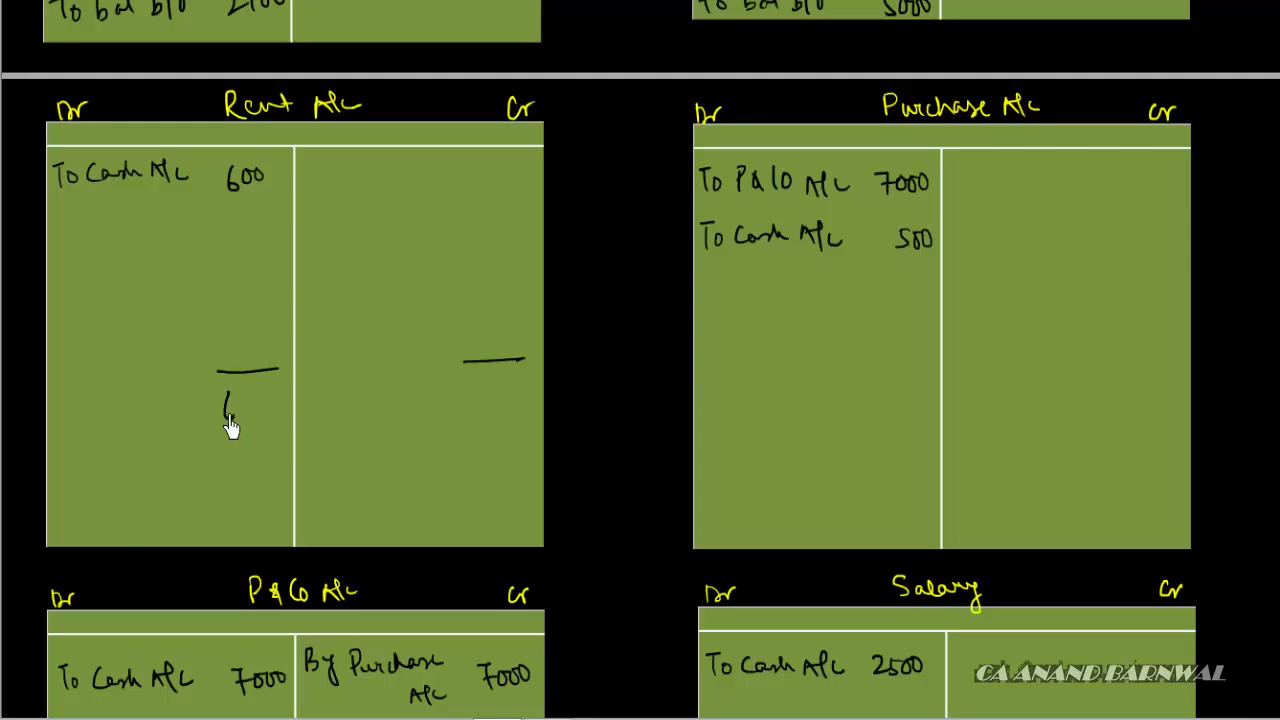 To bal b/d
To bal b/d 5000
Dr Rent A/c Cr
To Cash A/c 600
6
Dr Purchase A/c Cr
To P & Co A/c 7000
To Cash A/c 500
Dr P & Co A/c Cr
To Cash A/c 7000
By Purchase A/c 7000
Dr Salary Cr
To Cash A/c 2500
CA ANAND BARNWAL